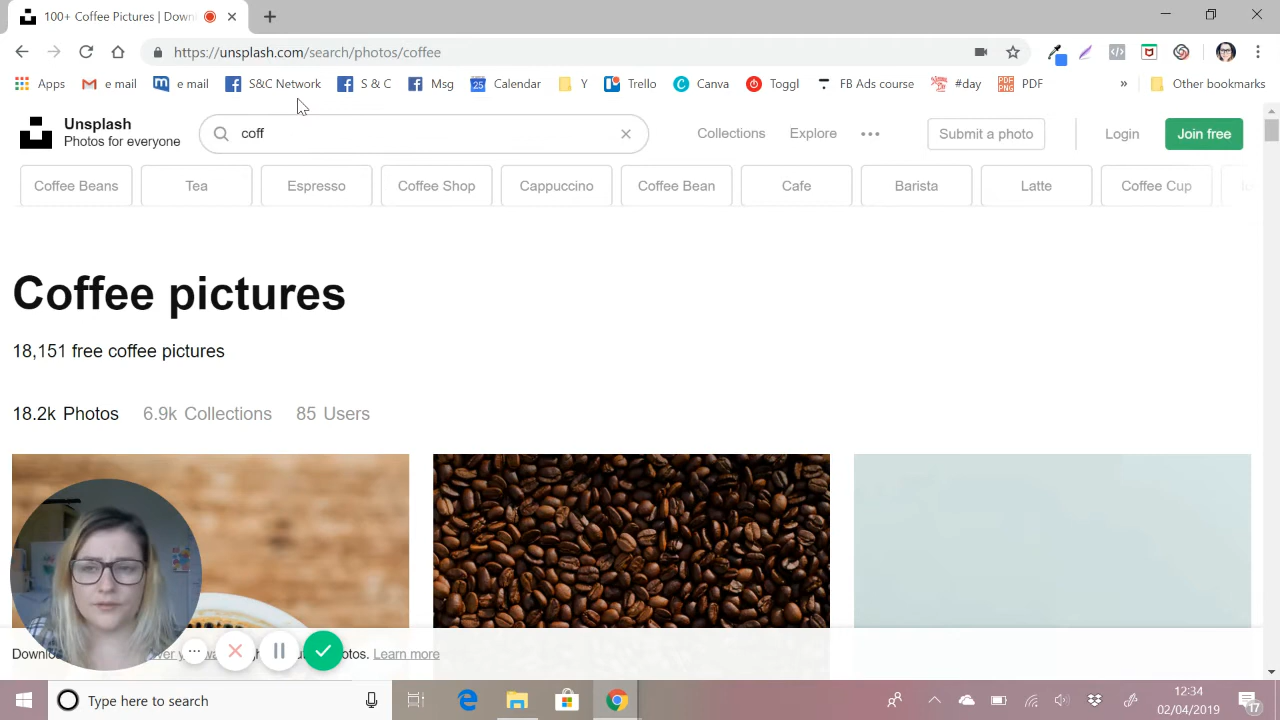 100+ Coffee Pictures | Down
https://unsplash.com/search/photos/coffee
Apps e mail e mail S&C Network S & C Msg 25 Calendar Y Trello Canva Toggl FB Ads course #day PDF PNG PDF » Other bookmarks
Unsplash
Photos for everyone
coff
Collections Explore ••• Submit a photo Login Join free
Coffee Beans Tea Espresso Coffee Shop Cappuccino Coffee Bean Cafe Barista Latte Coffee Cup
Coffee pictures
18,151 free coffee pictures
18.2k Photos 6.9k Collections 85 Users
Learn more
Type here to search
12:34
02/04/2019
17